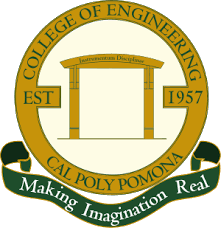 COLLEGE OF ENGINEERING
Instrumentum Disciplinae
EST 1957
CAL POLY POMONA
Making Imagination Real